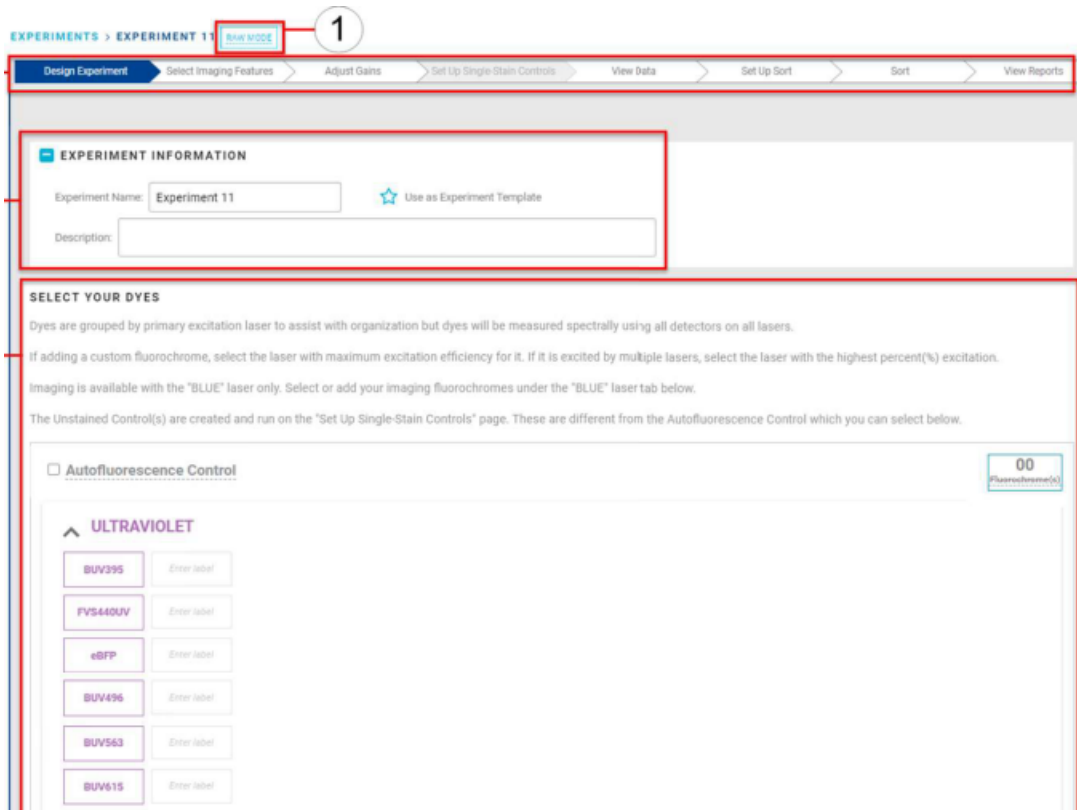 EXPERIMENTS > EXPERIMENT 11 RAW MODE 1
Design Experiment Select Imaging Features Adjust Gains Set Up Single-Stain Controls View Data Set Up Sort Sort View Reports
EXPERIMENT INFORMATION
Experiment Name: Experiment 11 Use as Experiment Template
Description:
SELECT YOUR DYES
Dyes are grouped by primary excitation laser to assist with organization but dyes will be measured spectrally using all detectors on all lasers.
If adding a custom fluorochrome, select the laser with maximum excitation efficiency for it. If it is excited by multiple lasers, select the laser with the highest percent(%) excitation.
Imaging is available with the "BLUE" laser only. Select or add your imaging fluorochromes under the "BLUE" laser tab below.
The Unstained Control(s) are created and run on the "Set Up Single-Stain Controls" page. These are different from the Autofluorescence Control which you can select below.
Autofluorescence Control 00
Fluorochrome(s)
ULTRAVIOLET
BUV395 Enter label
FVS440UV Enter label
eBFP Enter label
BUV496 Enter label
BUV563 Enter label
BUV615 Enter label